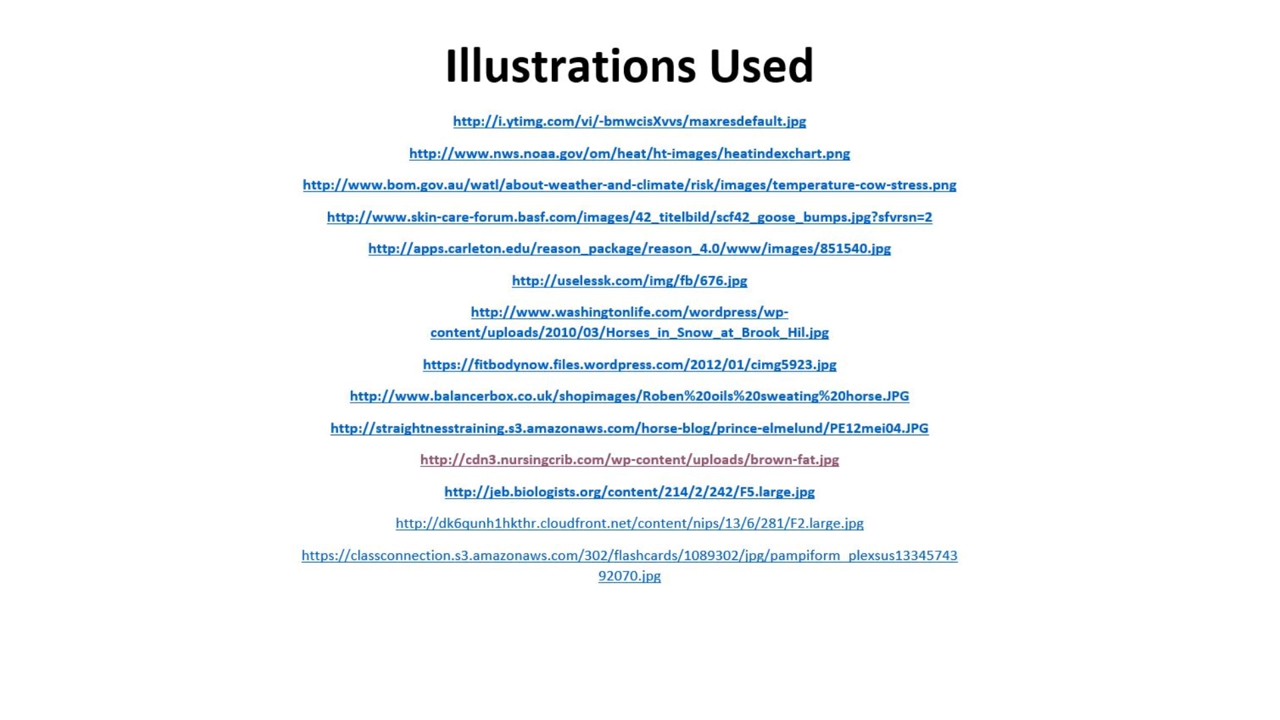 Illustrations Used
http://i.ytimg.com/vi/-bmwcisXvvs/maxresdefault.jpg
http://www.nws.noaa.gov/om/heat/ht-images/heatindexchart.png
http://www.bom.gov.au/watl/about-weather-and-climate/risk/images/temperature-cow-stress.png
http://www.skin-care-forum.basf.com/images/42_titelbild/scf42_goose_bumps.jpg?sfvrsn=2
http://apps.carleton.edu/reason_package/reason_4.0/www/images/851540.jpg
http://uselessk.com/img/fb/676.jpg
http://www.washingtonlife.com/wordpress/wp-
content/uploads/2010/03/Horses_in_Snow_at_Brook_Hil.jpg
https://fitbodynow.files.wordpress.com/2012/01/cimg5923.jpg
http://www.balancerbox.co.uk/shopimages/Roben%20oils%20sweating%20horse.JPG
http://straightnesstraining.s3.amazonaws.com/horse-blog/prince-elmelund/PE12mei04.JPG
http://cdn3.nursingcrib.com/wp-content/uploads/brown-fat.jpg
http://jeb.biologists.org/content/214/2/242/F5.large.jpg
http://dk6qunh1hkthr.cloudfront.net/content/nips/13/6/281/F2.large.jpg
https://classconnection.s3.amazonaws.com/302/flashcards/1089302/jpg/pampiform_plexsus13345743
92070.jpg